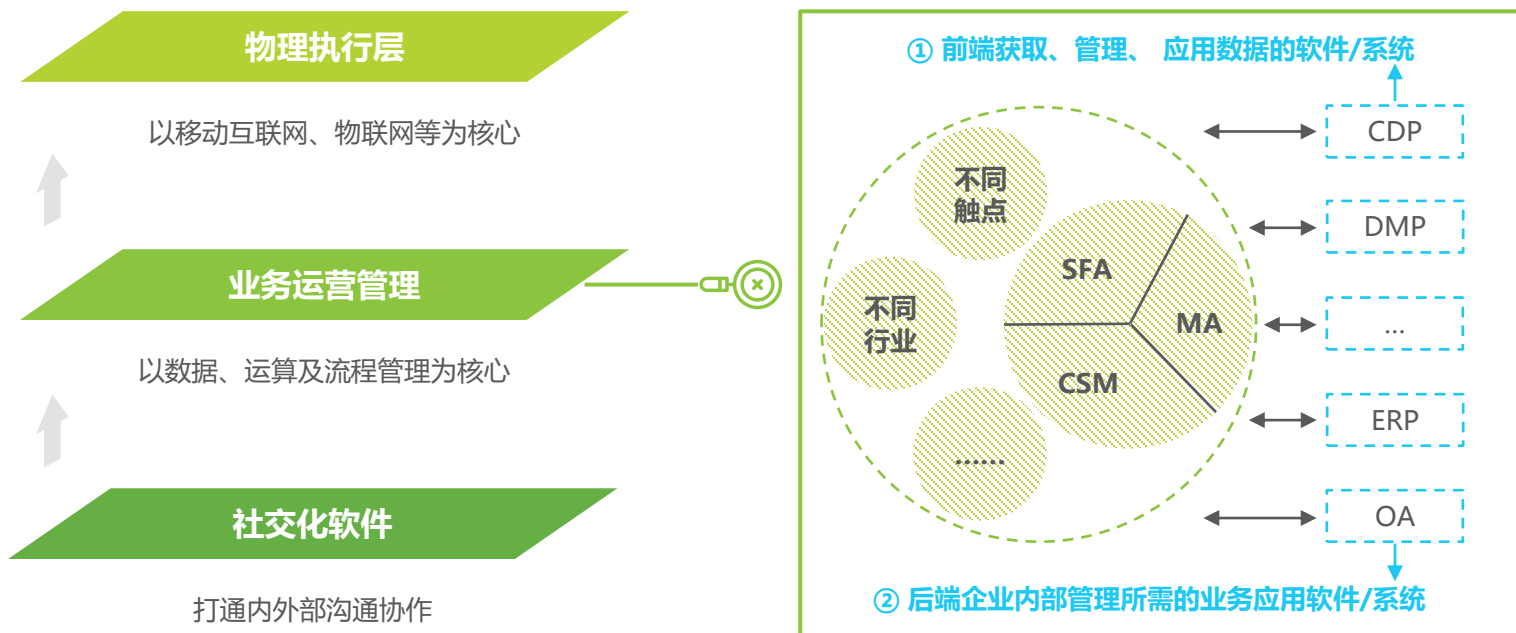 物理执行层
以移动互联网、物联网等为核心
业务运营管理
以数据、运算及流程管理为核心
社交化软件
打通内外部沟通协作
① 前端获取、管理、 应用数据的软件/系统
不同
触点
不同
行业
......
SFA
MA
CSM
CDP
DMP
...
ERP
OA
② 后端企业内部管理所需的业务应用软件/系统